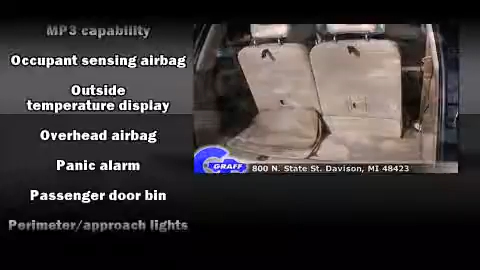 MP3 capability
Occupant sensing airbag
Outside
temperature display
Overhead airbag
Panic alarm
Passenger door bin
Perimeter/approach lights
GRAFF
800 N. State St. Davison, MI 48423